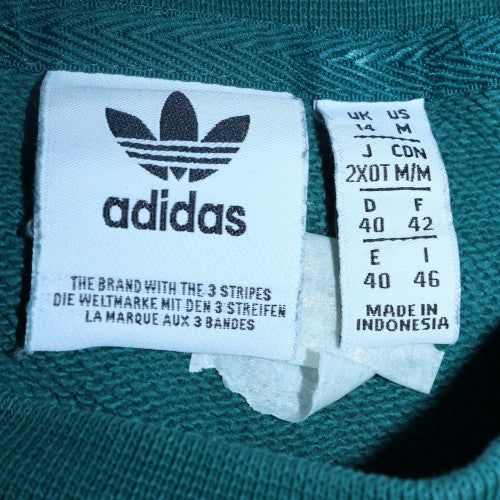 adidas
THE BRAND WITH THE 3 STRIPES
DIE WELTMARKE MIT DEN 3 STREIFEN
LA MARQUE AUX 3 BANDES
UK US
14 M
J CDN
2XOT M/M
D F
40 42
E I
40 46
MADE IN
INDONESIA